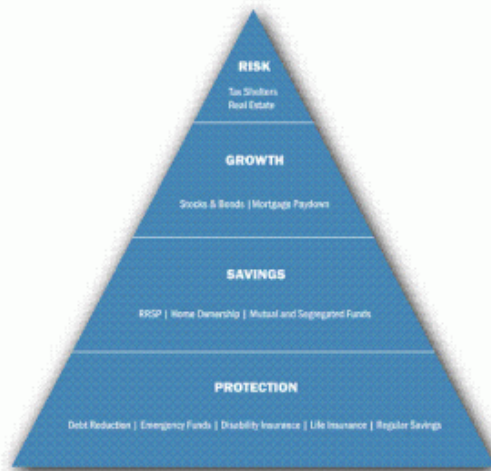 RISK
Tax Shelters
Real Estate
GROWTH
Stocks & Bonds | Mortgage Paydown
SAVINGS
RRSP | Home Ownership | Mutual and Segregated Funds
PROTECTION
Debt Reduction | Emergency Funds | Disability Insurance | Life Insurance | Regular Savings